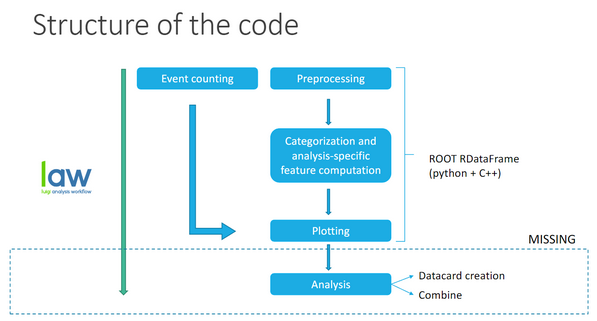 Structure of the code
Event counting
Preprocessing
Categorization and
analysis-specific
feature computation
ROOT RDataFrame
(python + C++)
law
luigi analysis workflow
Plotting
MISSING
Analysis
Datacard creation
Combine